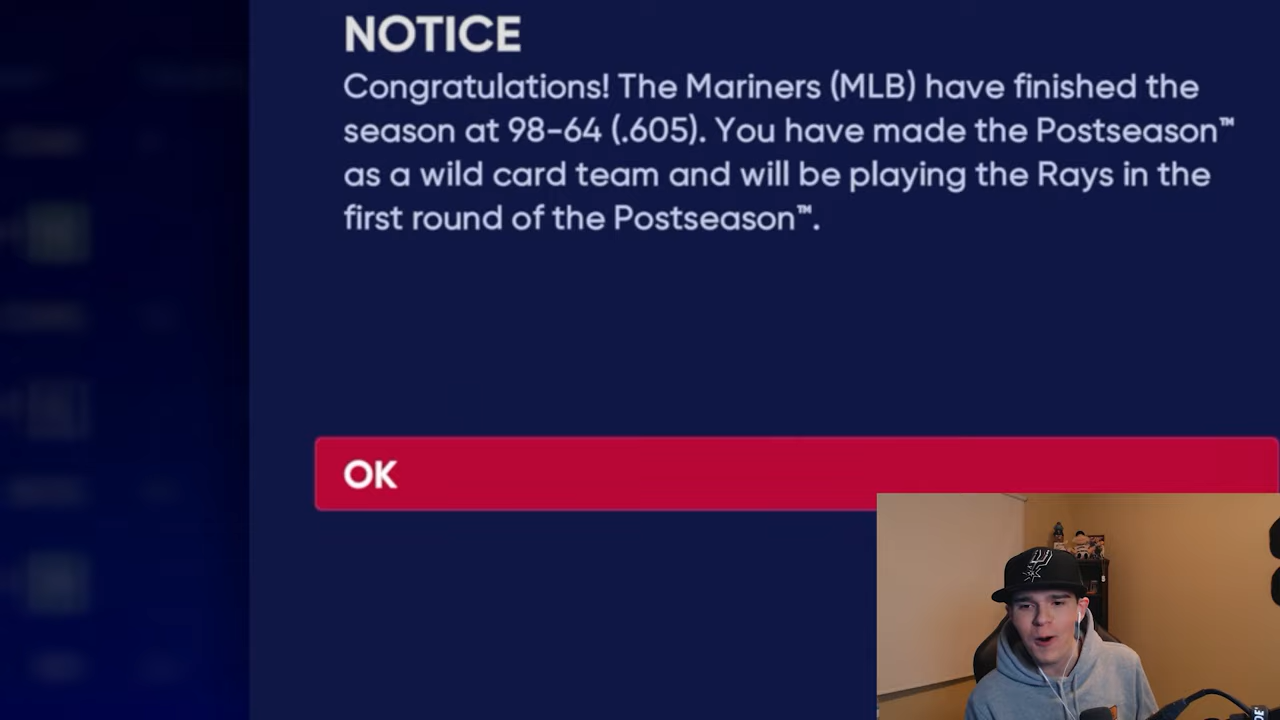 NOTICE
Congratulations! The Mariners (MLB) have finished the
season at 98-64 (.605). You have made the Postseason™
as a wild card team and will be playing the Rays in the
first round of the Postseason™.
OK